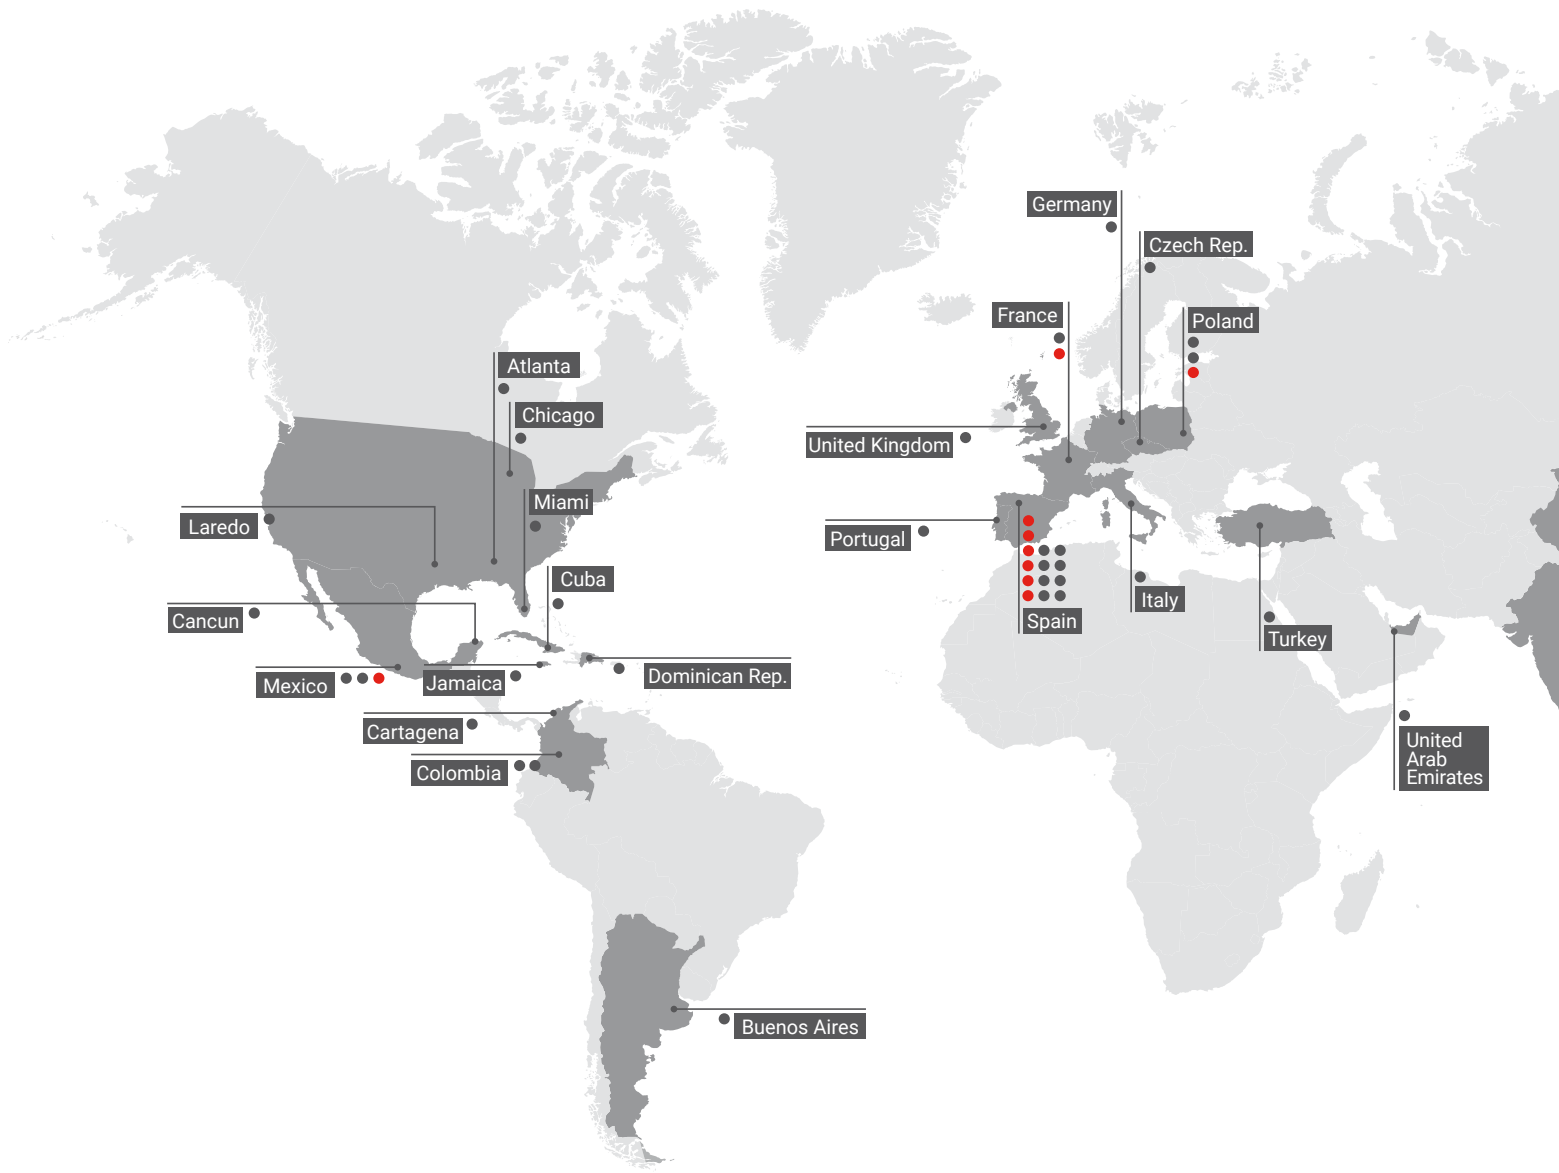 Germany
Czech Rep.
France
Poland
Atlanta
Chicago
United Kingdom
Miami
Laredo
Portugal
Cuba
Italy
Cancun
Spain
Turkey
Mexico
Jamaica
Dominican Rep.
Cartagena
United
Arab
Emirates
Colombia
Buenos Aires